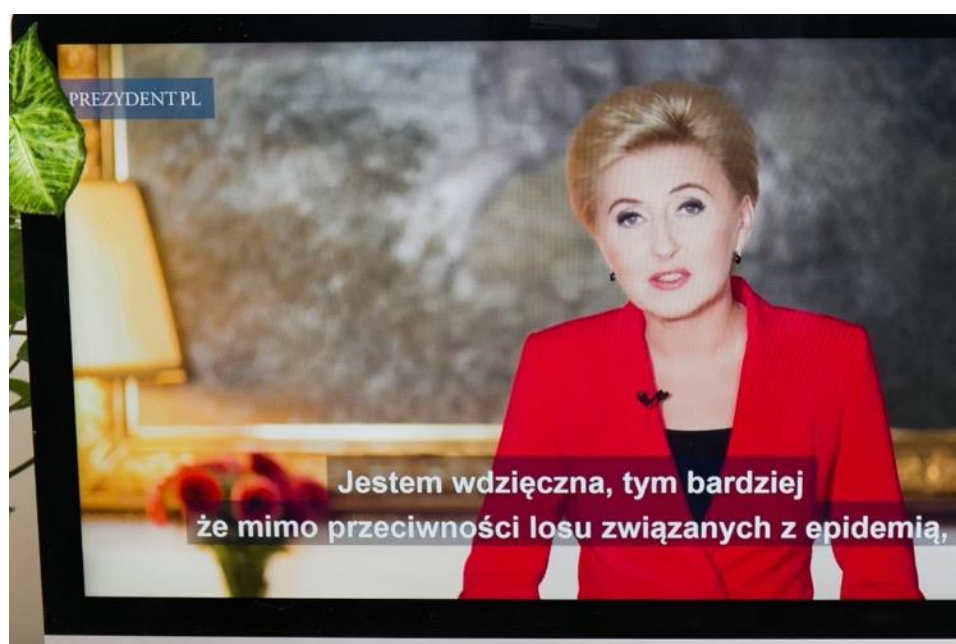 PREZYDENT PL
Jestem wdzięczna, tym bardziej
że mimo przeciwności losu związanych z epidemią,